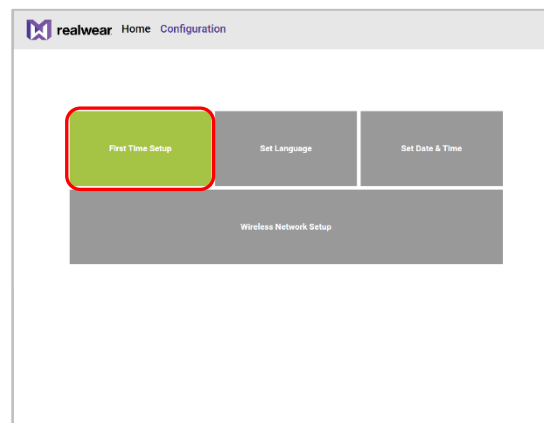 realwear Home Configuration
First Time Setup Set Language Set Date & Time
Wireless Network Setup